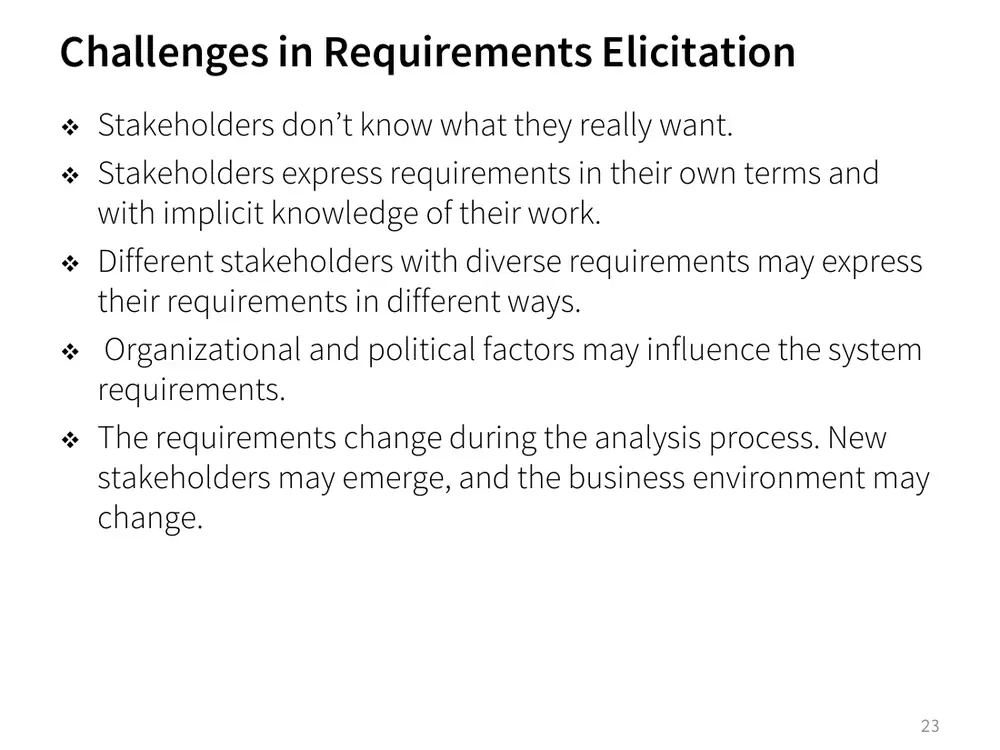 Challenges in Requirements Elicitation
❖ Stakeholders don’t know what they really want.
❖ Stakeholders express requirements in their own terms and
with implicit knowledge of their work.
❖ Different stakeholders with diverse requirements may express
their requirements in different ways.
❖ Organizational and political factors may influence the system
requirements.
❖ The requirements change during the analysis process. New
stakeholders may emerge, and the business environment may
change.
23